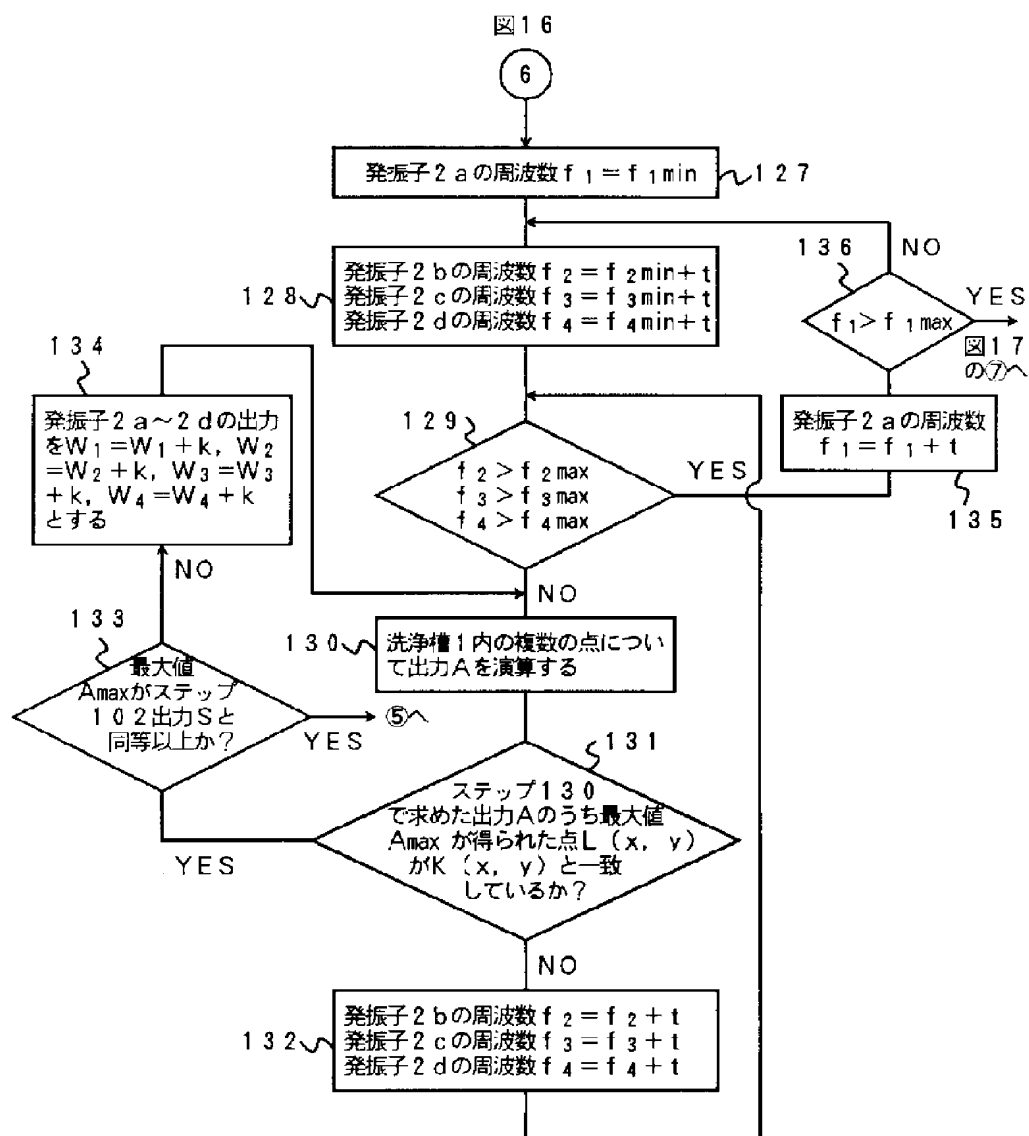 図16
6
発振子2aの周波数f1=f1min
127
発振子2bの周波数f2=f2min+t
発振子2cの周波数f3=f3min+t
発振子2dの周波数f4=f4min+t
128
136
NO
f1>f1max
YES
図17
の⑦へ
134
発振子2a~2dの出力
をW1=W1+k, W2
=W2+k, W3=W3
+k, W4=W4+k
とする
129
f2>f2max
f3>f3max
f4>f4max
YES
発振子2aの周波数
f1=f1+t
135
NO
NO
133
最大値
Amaxがステップ
102出力Sと
同等以上か?
YES
⑤へ
130
洗浄槽1内の複数の点につい
て出力Aを演算する
131
ステップ130
で求めた出力Aのうち最大値
Amaxが得られた点L(x, y)
がK(x, y)と一致
しているか?
YES
NO
132
発振子2bの周波数f2=f2+t
発振子2cの周波数f3=f3+t
発振子2dの周波数f4=f4+t